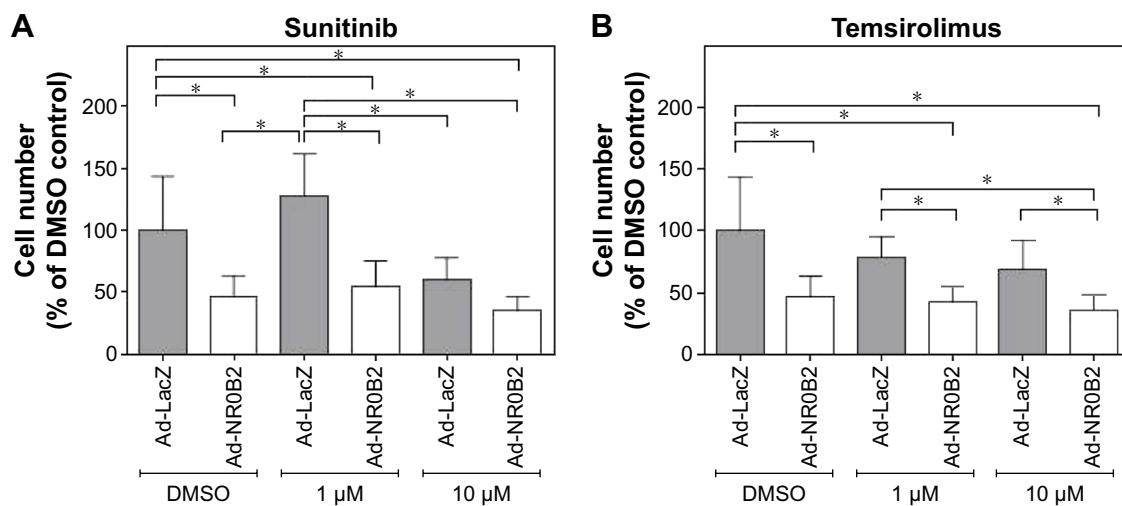 A
Sunitinib
Cell number
(% of DMSO control)
200
150
100
50
0
* * * * * * *
Ad-LacZ
Ad-NR0B2
Ad-LacZ
Ad-NR0B2
Ad-LacZ
Ad-NR0B2
DMSO
1 µM
10 µM
B
Temsirolimus
Cell number
(% of DMSO control)
200
150
100
50
0
* * * * * *
Ad-LacZ
Ad-NR0B2
Ad-LacZ
Ad-NR0B2
Ad-LacZ
Ad-NR0B2
DMSO
1 µM
10 µM